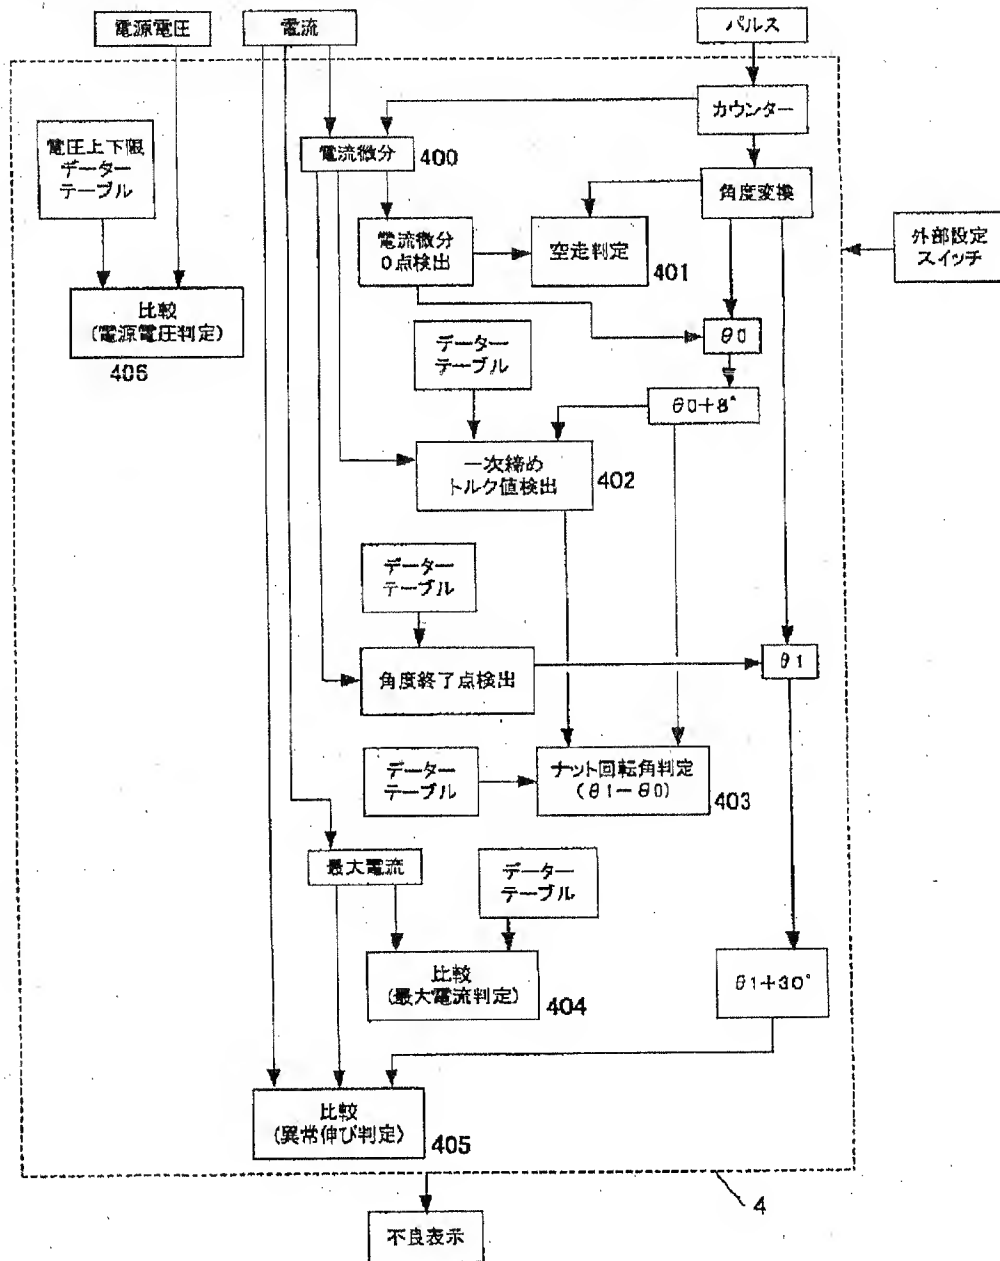 電源電圧
電流
パルス
カウンター
電圧上下限
データー
テーブル
電流微分
400
角度変換
電流微分
0点検出
空走判定
401
外部設定
スイッチ
比較
(電源電圧判定)
406
データー
テーブル
θ0
θ0+8°
一次締め
トルク値検出
402
データー
テーブル
角度終了点検出
θ1
データー
テーブル
ナット回転角判定
(θ1-θ0)
403
最大電流
データー
テーブル
比較
(最大電流判定)
404
θ1+30°
比較
(異常伸び判定)
405
4
不良表示